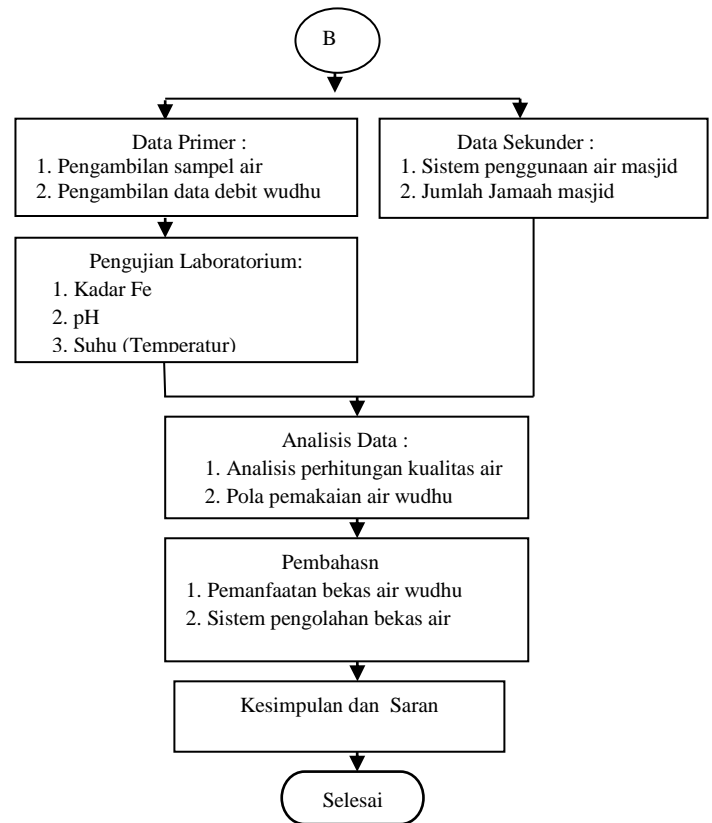 B
Data Primer :
1. Pengambilan sampel air
2. Pengambilan data debit wudhu
Data Sekunder :
1. Sistem penggunaan air masjid
2. Jumlah Jamaah masjid
Pengujian Laboratorium:
1. Kadar Fe
2. pH
3. Suhu (Temperatur)
Analisis Data :
1. Analisis perhitungan kualitas air
2. Pola pemakaian air wudhu
Pembahasn
1. Pemanfaatan bekas air wudhu
2. Sistem pengolahan bekas air
Kesimpulan dan Saran
Selesai